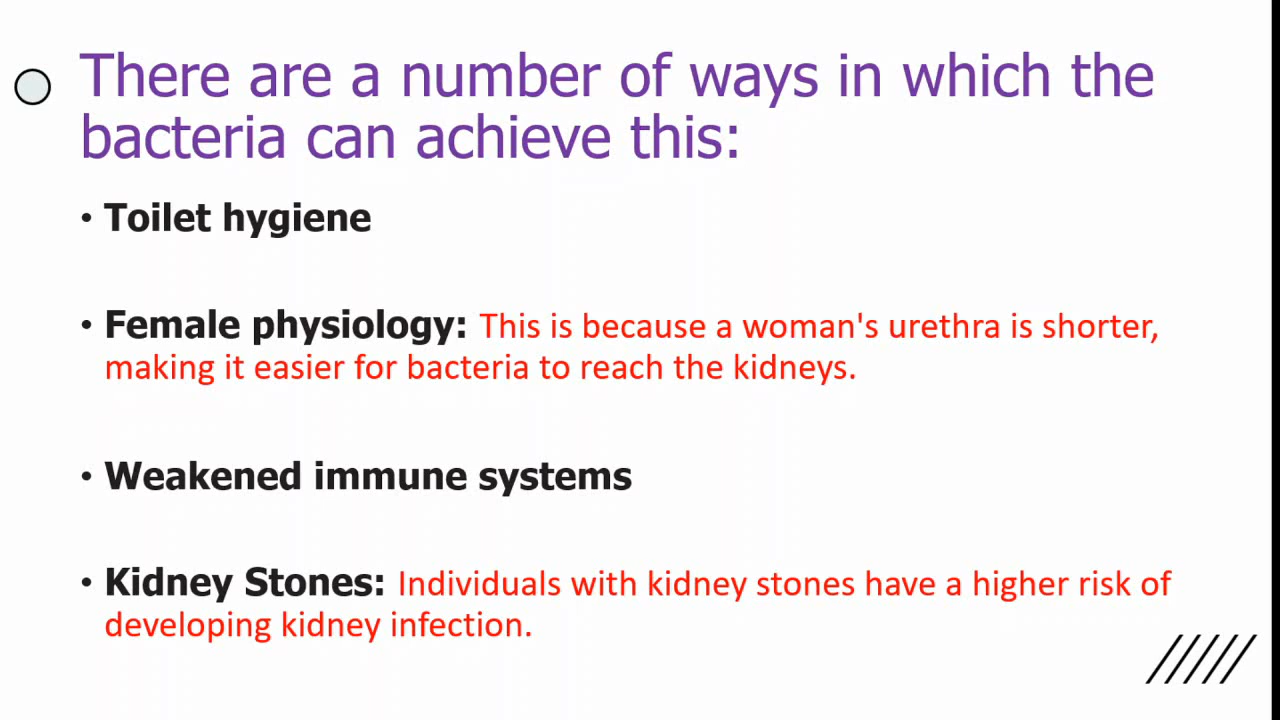 There are a number of ways in which the
bacteria can achieve this:
• Toilet hygiene
• Female physiology: This is because a woman's urethra is shorter,
making it easier for bacteria to reach the kidneys.
• Weakened immune systems
• Kidney Stones: Individuals with kidney stones have a higher risk of
developing kidney infection.